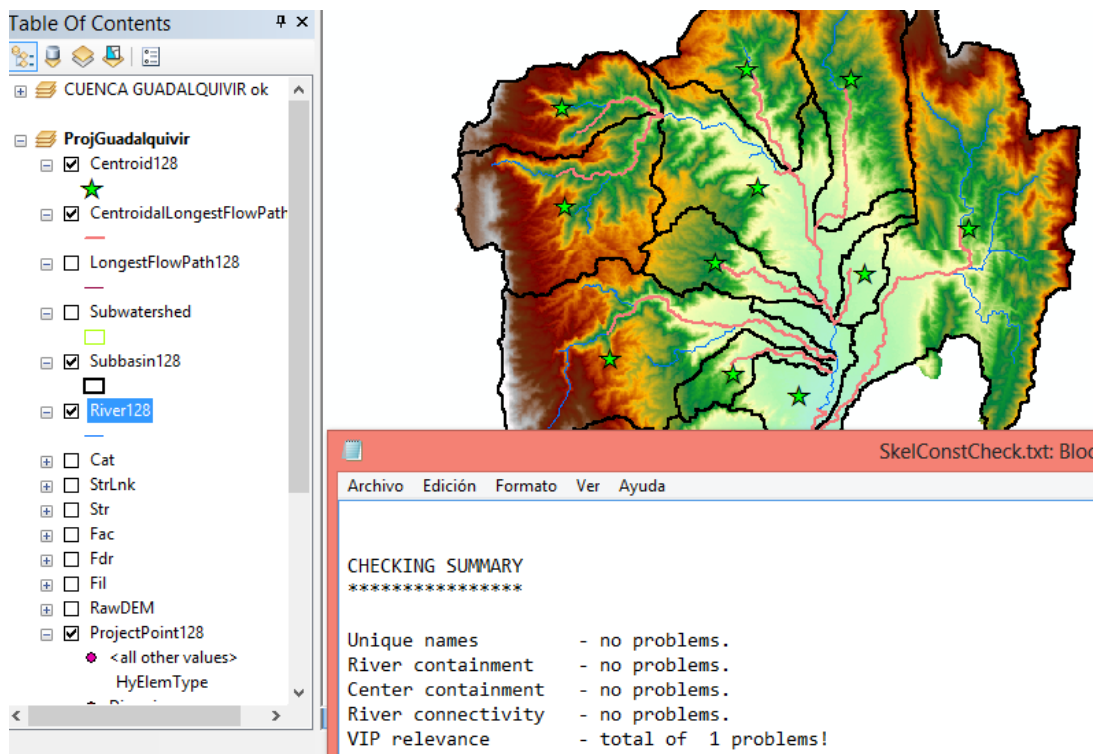 Table Of Contents
CUENCA GUADALQUIVIR ok
ProjGuadalquivir
Centroid128
CentroidalLongestFlowPath
LongestFlowPath128
Subwatershed
Subbasin128
River128
Cat
StrLnk
Str
Fac
Fdr
Fil
RawDEM
ProjectPoint128
<all other values>
HyElemType
SkelConstCheck.txt: Bloc
Archivo Edición Formato Ver Ayuda
CHECKING SUMMARY
****************
Unique names - no problems.
River containment - no problems.
Center containment - no problems.
River connectivity - no problems.
VIP relevance - total of 1 problems!